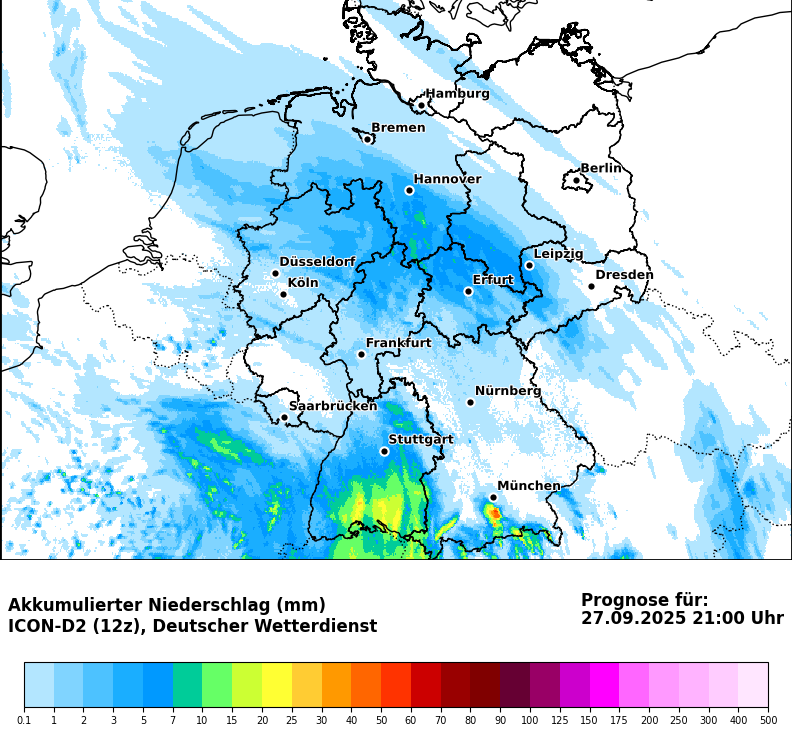 Hamburg
Bremen
Berlin
Hannover
Leipzig
Düsseldorf
Dresden
Köln
Erfurt
Frankfurt
Nürnberg
Saarbrücken
Stuttgart
München
Akkumulierter Niederschlag (mm)
ICON-D2 (12z), Deutscher Wetterdienst
Prognose für:
27.09.2025 21:00 Uhr
0.1 1 2 3 5 7 10 15 20 25 30 40 50 60 70 80 90 100 125 150 175 200 250 300 400 500